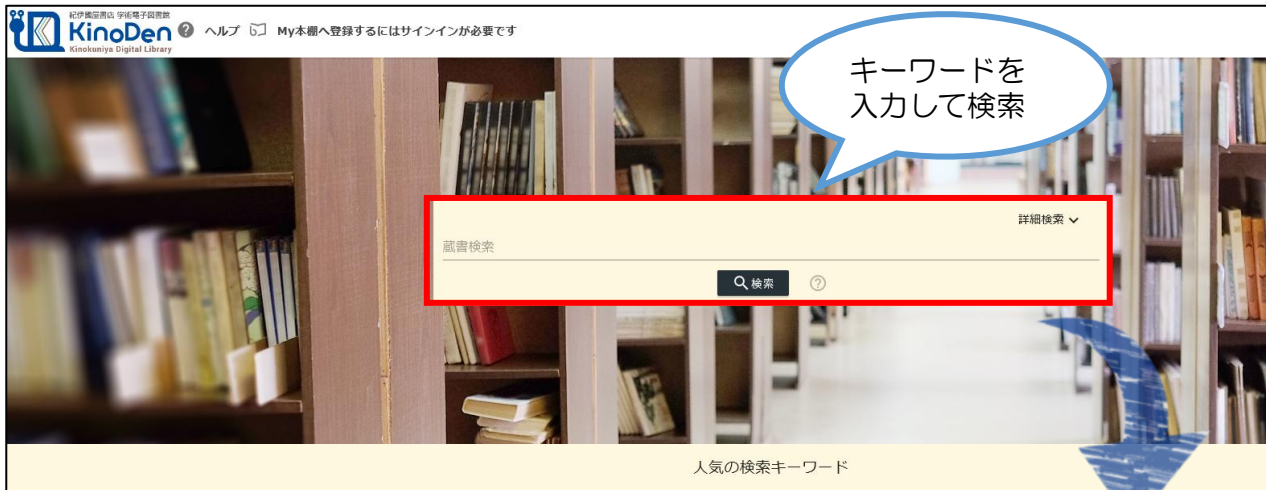 紀伊國屋書店 学術電子図書館
KinoDen
Kinokuniya Digital Library
ヘルプ
My本棚へ登録するにはサインインが必要です
キーワードを
入力して検索
詳細検索
蔵書検索
検索
人気の検索キーワード